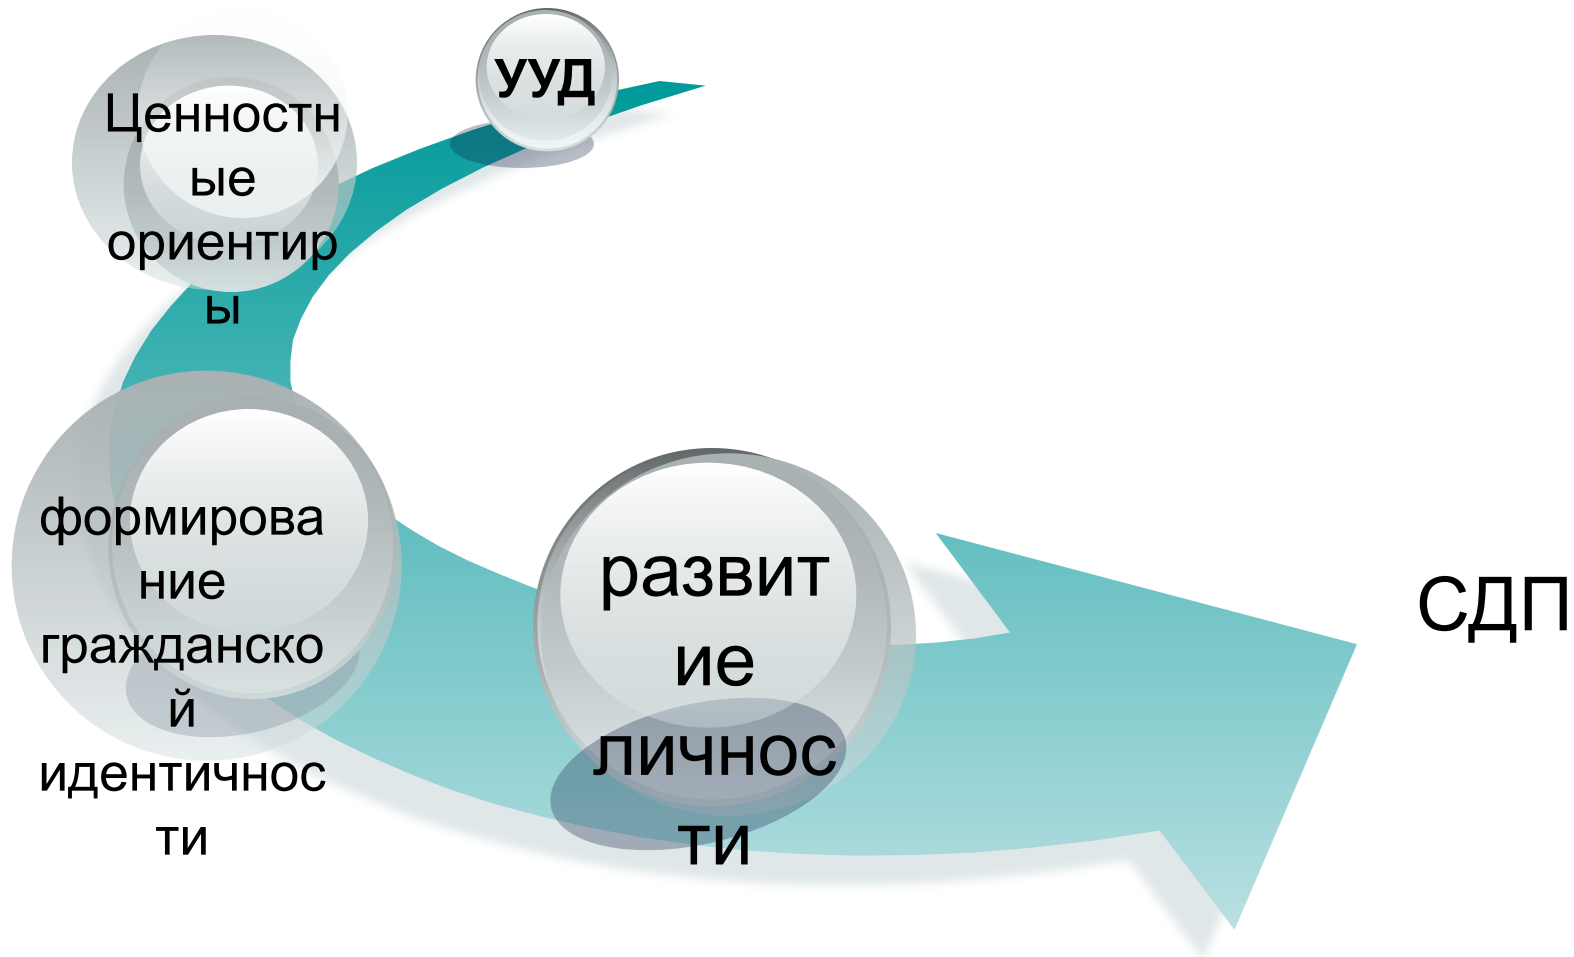 УУД
Ценностн
ые
ориентир
ы
формирова
ние
гражданско
й
идентичнос
ти
развит
ие
личнос
ти
СДП